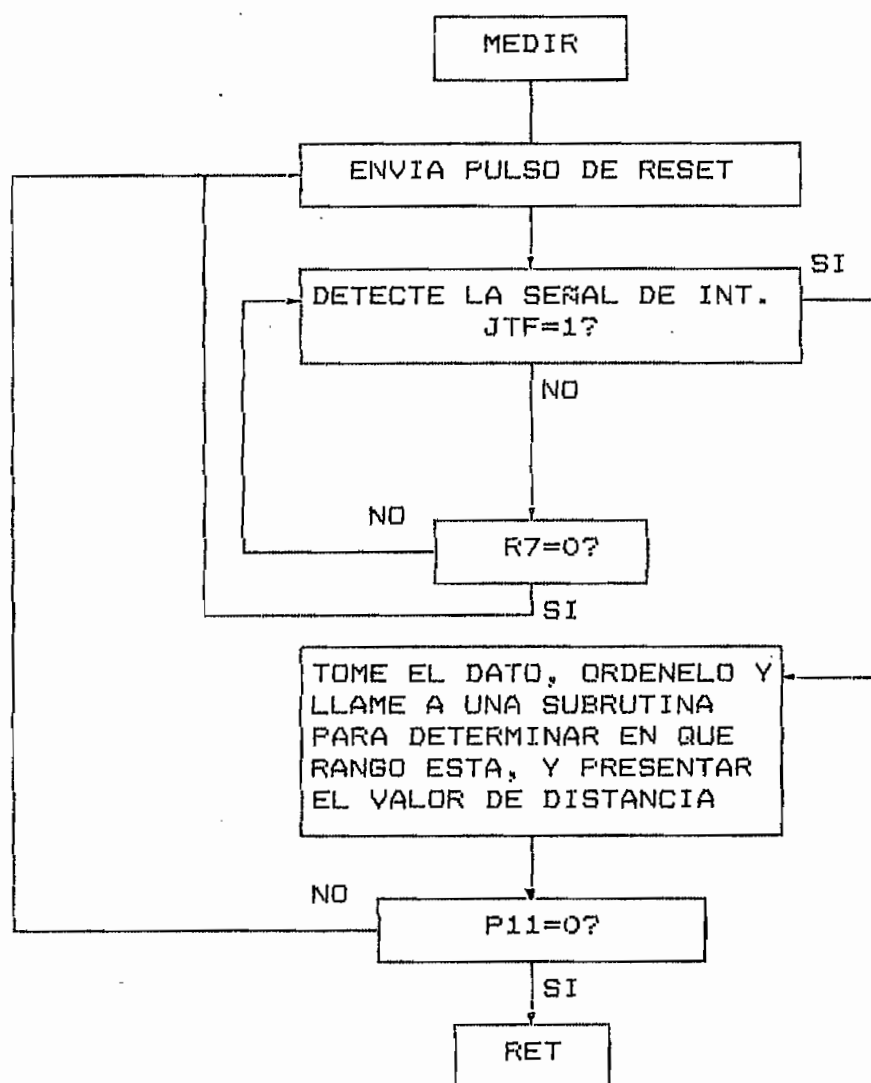 MEDIR
ENVIA PULSO DE RESET
SI
DETECTE LA SEÑAL DE INT.
JTF=1?
NO
NO
R7=0?
SI
TOME EL DATO, ORDENELO Y
LLAME A UNA SUBRUTINA
PARA DETERMINAR EN QUE
RANGO ESTA, Y PRESENTAR
EL VALOR DE DISTANCIA
NO
P11=0?
SI
RET